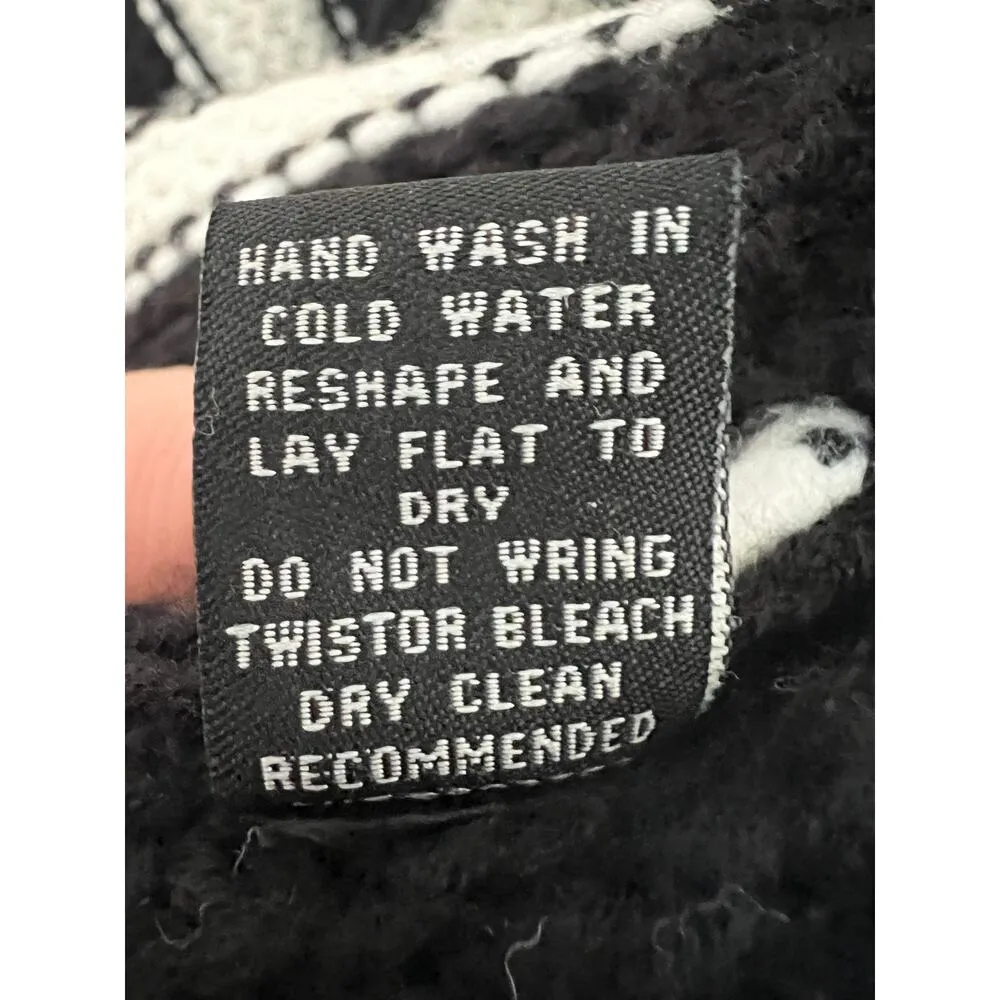 HAND WASH IN
COLD WATER
RESHAPE AND
LAY FLAT TO
DRY
DO NOT WRING
TWISTOR BLEACH
DRY CLEAN
RECOMMENDED